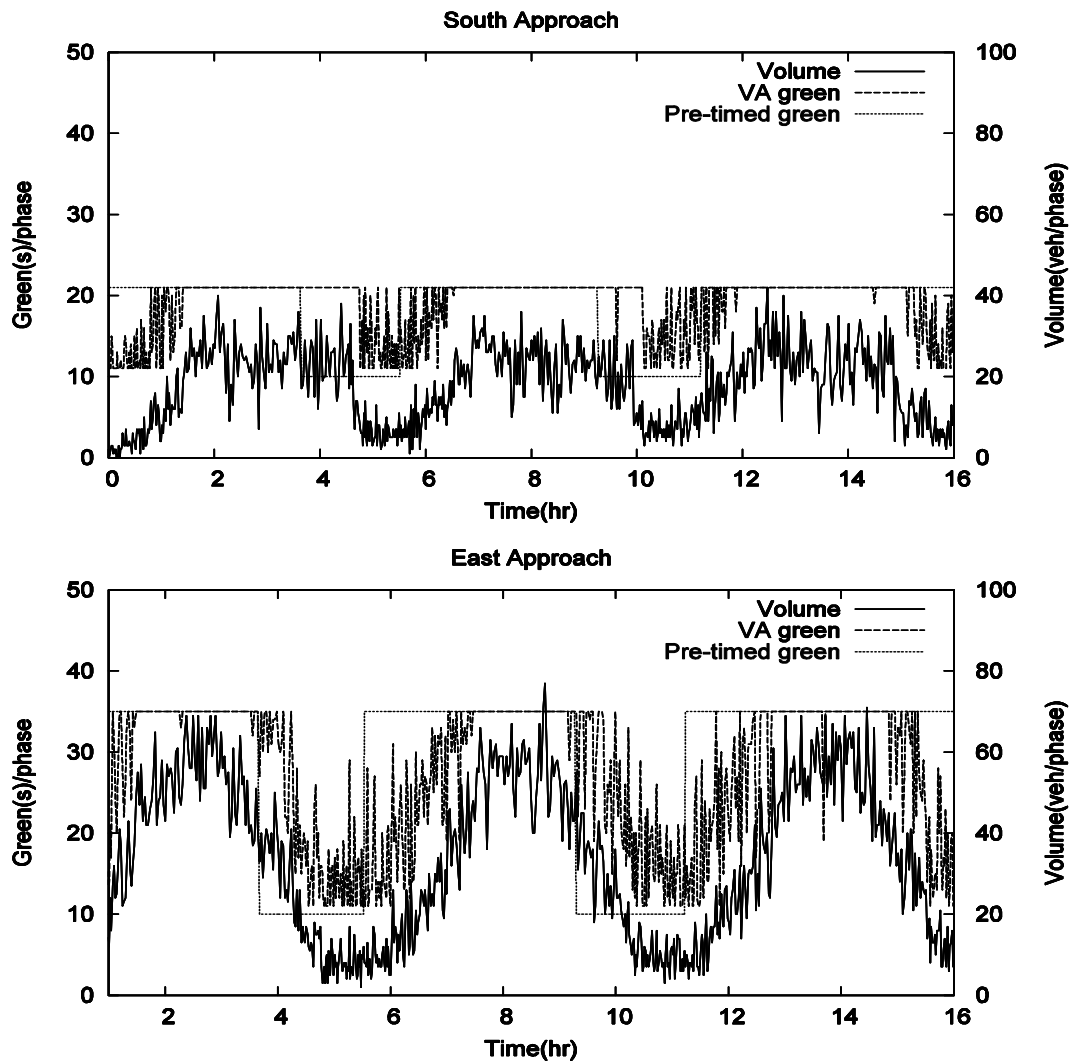 South Approach
50
40
30
20
10
0
100
80
60
40
20
0
Green(s)/phase
Volume(veh/phase)
Volume
VA green
Pre-timed green
0 2 4 6 8 10 12 14 16
Time(hr)
East Approach
50
40
30
20
10
0
100
80
60
40
20
0
Green(s)/phase
Volume(veh/phase)
Volume
VA green
Pre-timed green
2 4 6 8 10 12 14 16
Time(hr)